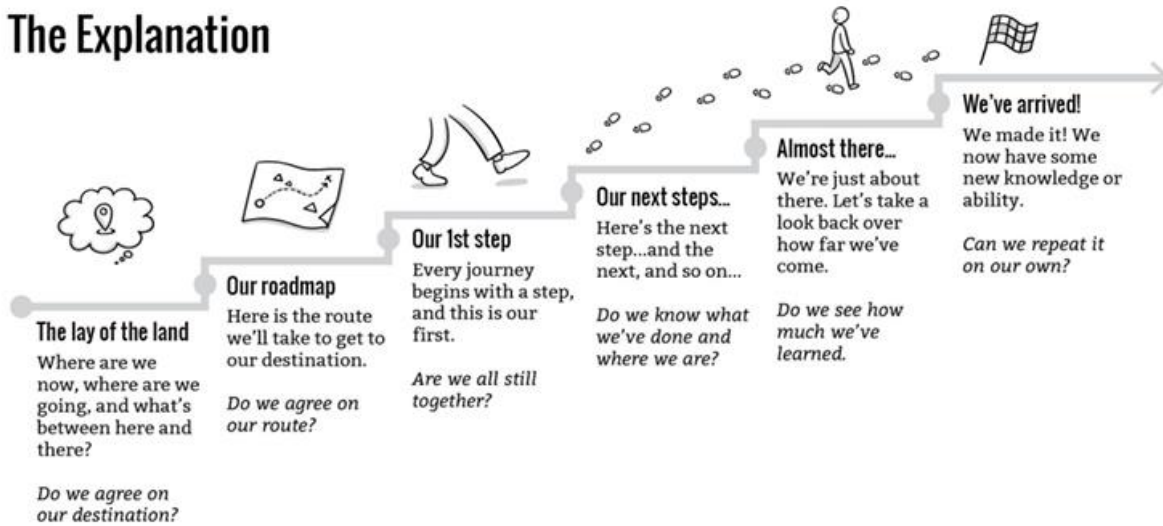 The Explanation
The lay of the land
Where are we
now, where are we
going, and what's
between here and
there?
Do we agree on
our destination?
Our roadmap
Here is the route
we'll take to get to
our destination.
Do we agree on
our route?
Our 1st step
Every journey
begins with a step,
and this is our
first.
Are we all still
together?
Our next steps...
Here's the next
step...and the
next, and so on...
Do we know what
we've done and
where we are?
Almost there...
We're just about
there. Let's take a
look back over
how far we've
come.
Do we see how
much we've
learned.
We've arrived!
We made it! We
now have some
new knowledge or
ability.
Can we repeat it
on our own?